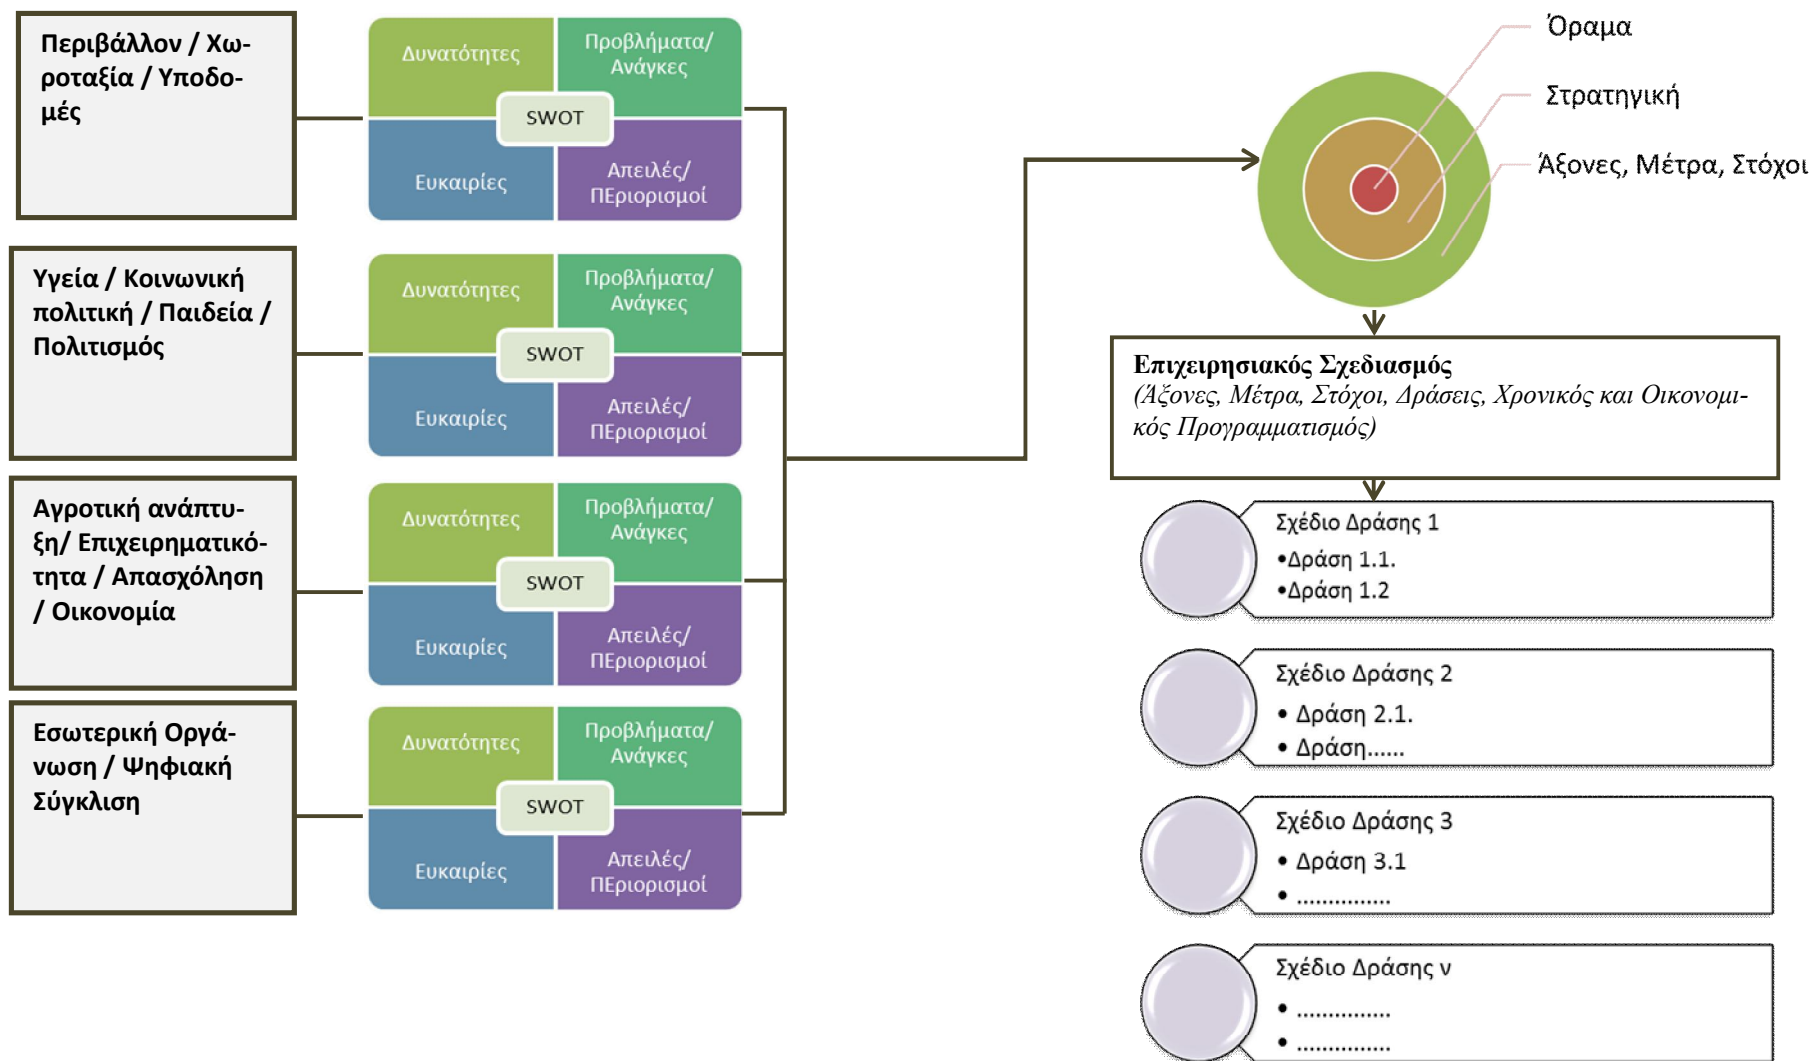 Περιβάλλον / Χω-
ροταξία / Υποδο-
μές
Δυνατότητες
Προβλήματα/
Ανάγκες
SWOT
Ευκαιρίες
Απειλές/
ΠΕριορισμοί
Υγεία / Κοινωνική
πολιτική / Παιδεία /
Πολιτισμός
Δυνατότητες
Προβλήματα/
Ανάγκες
SWOT
Ευκαιρίες
Απειλές/
ΠΕριορισμοί
Αγροτική ανάπτυ-
ξη/ Επιχειρηματικό-
τητα / Απασχόληση
/ Οικονομία
Δυνατότητες
Προβλήματα/
Ανάγκες
SWOT
Ευκαιρίες
Απειλές/
ΠΕριορισμοί
Εσωτερική Οργά-
νωση / Ψηφιακή
Σύγκλιση
Δυνατότητες
Προβλήματα/
Ανάγκες
SWOT
Ευκαιρίες
Απειλές/
ΠΕριορισμοί
Όραμα
Στρατηγική
Άξονες, Μέτρα, Στόχοι
Επιχειρησιακός Σχεδιασμός
(Άξονες, Μέτρα, Στόχοι, Δράσεις, Χρονικός και Οικονομι-
κός Προγραμματισμός)
Σχέδιο Δράσης 1
•Δράση 1.1.
•Δράση 1.2
Σχέδιο Δράσης 2
• Δράση 2.1.
• Δράση......
Σχέδιο Δράσης 3
• Δράση 3.1
• ...............
Σχέδιο Δράσης ν
• ...............
• ...............